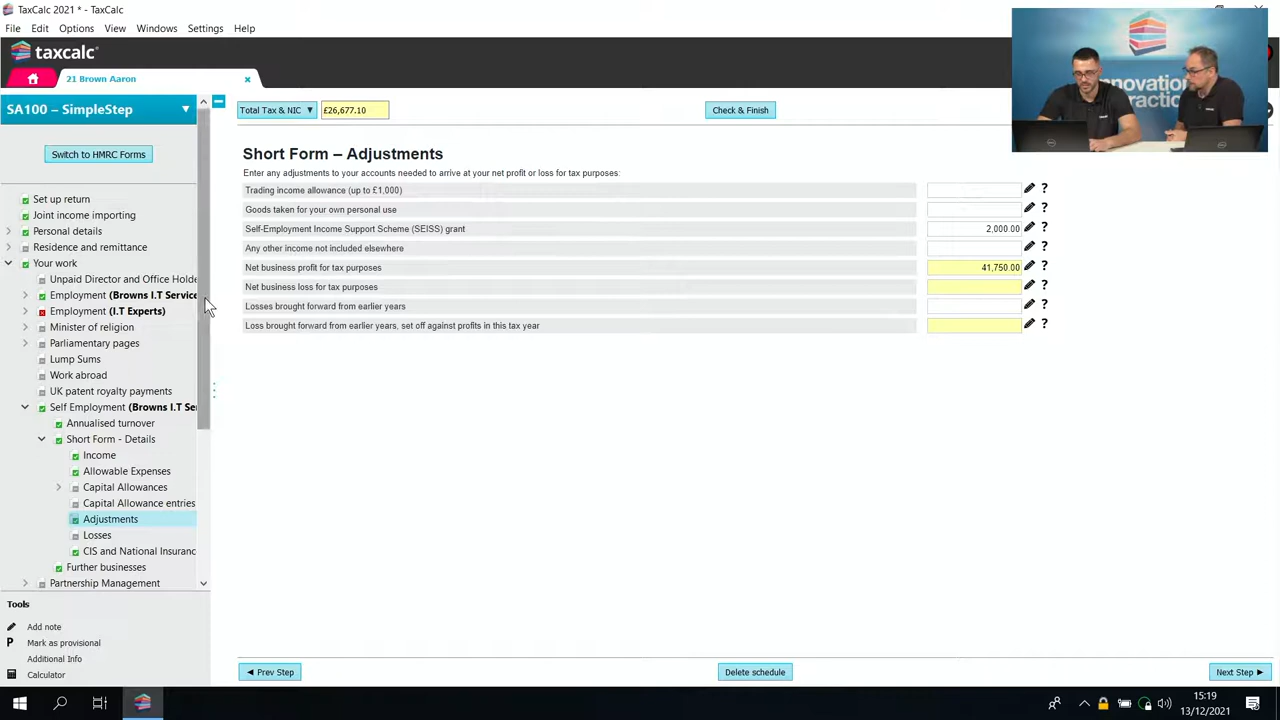 TaxCalc 2021 * - TaxCalc
File Edit Options View Windows Settings Help
taxcalc
21 Brown Aaron
SA100 – SimpleStep
Switch to HMRC Forms
Set up return
Joint income importing
Personal details
Residence and remittance
Your work
Unpaid Director and Office Holde
Employment (Browns I.T Service
Employment (I.T Experts)
Minister of religion
Parliamentary pages
Lump Sums
Work abroad
UK patent royalty payments
Self Employment (Browns I.T Se
Annualised turnover
Short Form - Details
Income
Allowable Expenses
Capital Allowances
Capital Allowance entries
Adjustments
Losses
CIS and National Insuranc
Further businesses
Partnership Management
Tools
Add note
P Mark as provisional
Additional Info
Calculator
Total Tax & NIC £26,677.10 Check & Finish
Short Form – Adjustments
Enter any adjustments to your accounts needed to arrive at your net profit or loss for tax purposes:
Trading income allowance (up to £1,000) ?
Goods taken for your own personal use ?
Self-Employment Income Support Scheme (SEISS) grant 2,000.00 ?
Any other income not included elsewhere ?
Net business profit for tax purposes 41,750.00 ?
Net business loss for tax purposes ?
Losses brought forward from earlier years ?
Loss brought forward from earlier years, set off against profits in this tax year ?
Prev Step Delete schedule Next Step
15:19
13/12/2021